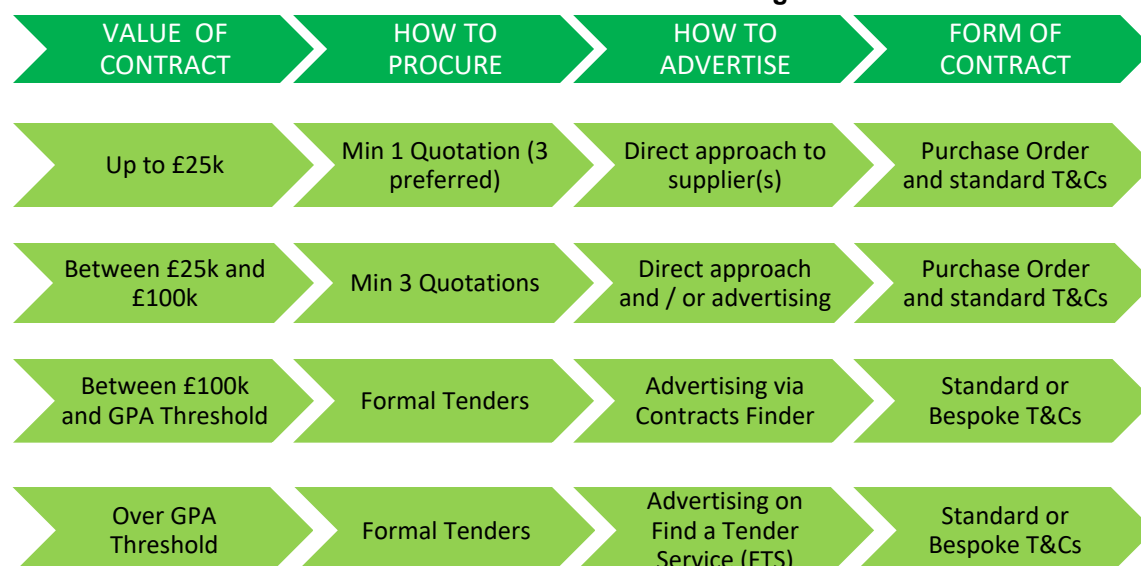 VALUE OF
CONTRACT
HOW TO
PROCURE
HOW TO
ADVERTISE
FORM OF
CONTRACT
Up to £25k
Min 1 Quotation (3
preferred)
Direct approach to
supplier(s)
Purchase Order
and standard T&Cs
Between £25k and
£100k
Min 3 Quotations
Direct approach
and / or advertising
Purchase Order
and standard T&Cs
Between £100k
and GPA Threshold
Formal Tenders
Advertising via
Contracts Finder
Standard or
Bespoke T&Cs
Over GPA
Threshold
Formal Tenders
Advertising on
Find a Tender
Service (FTS)
Standard or
Bespoke T&Cs